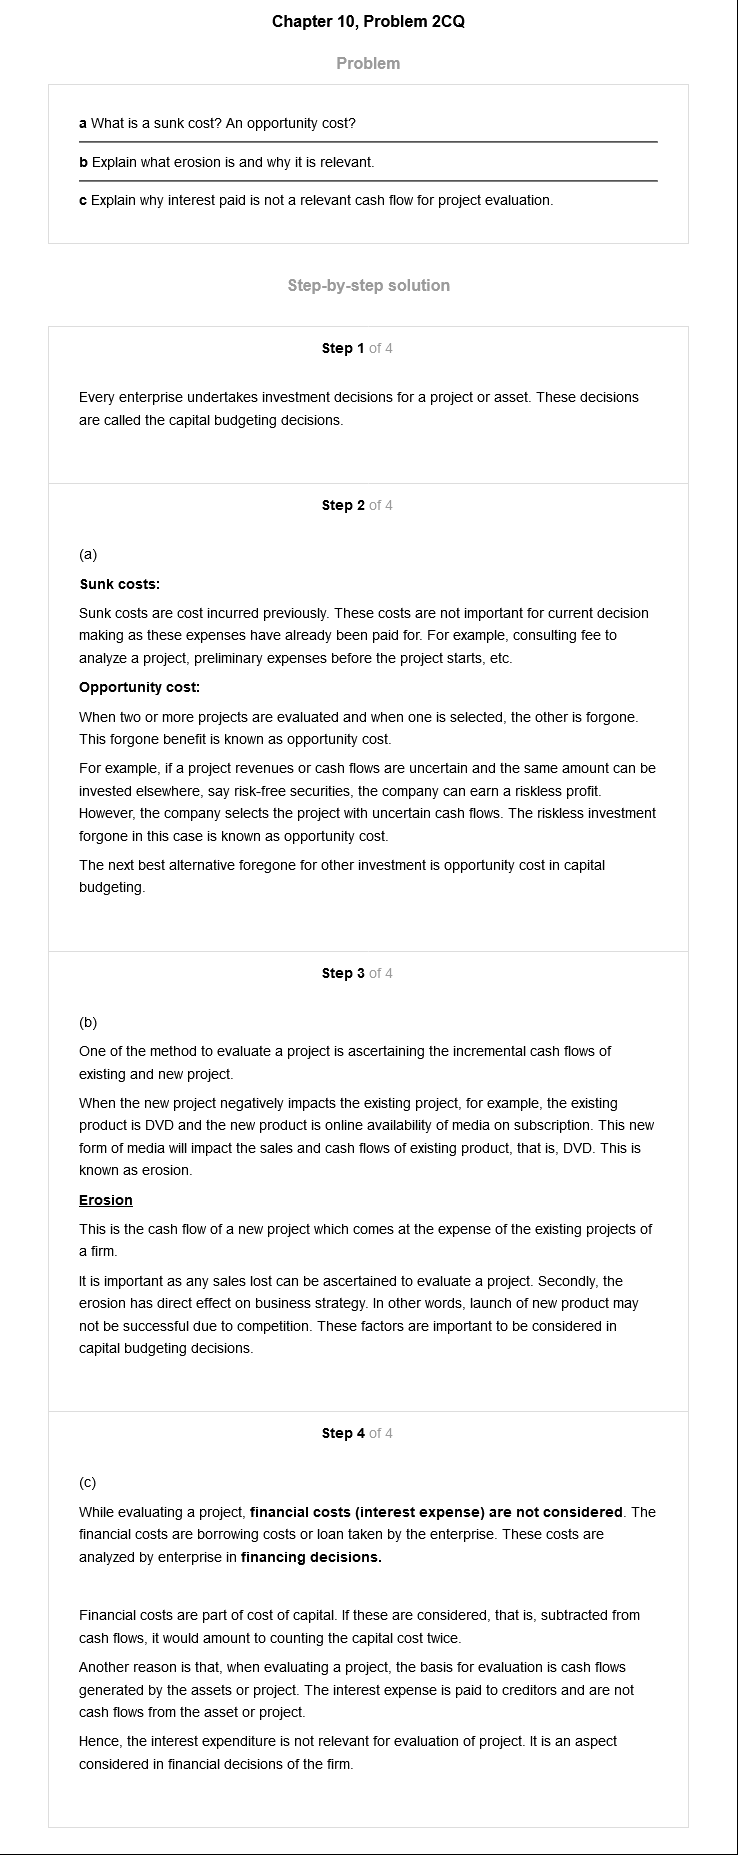 Chapter 10, Problem 2CQ
Problem
a What is a sunk cost? An opportunity cost?
b Explain what erosion is and why it is relevant.
c Explain why interest paid is not a relevant cash flow for project evaluation.
Step-by-step solution
Step 1 of 4
Every enterprise undertakes investment decisions for a project or asset. These decisions
are called the capital budgeting decisions.
Step 2 of 4
(a)
Sunk costs:
Sunk costs are cost incurred previously. These costs are not important for current decision
making as these expenses have already been paid for. For example, consulting fee to
analyze a project, preliminary expenses before the project starts, etc.
Opportunity cost:
When two or more projects are evaluated and when one is selected, the other is forgone.
This forgone benefit is known as opportunity cost.
For example, if a project revenues or cash flows are uncertain and the same amount can be
invested elsewhere, say risk-free securities, the company can earn a riskless profit.
However, the company selects the project with uncertain cash flows. The riskless investment
forgone in this case is known as opportunity cost.
The next best alternative foregone for other investment is opportunity cost in capital
budgeting.
Step 3 of 4
(b)
One of the method to evaluate a project is ascertaining the incremental cash flows of
existing and new project.
When the new project negatively impacts the existing project, for example, the existing
product is DVD and the new product is online availability of media on subscription. This new
form of media will impact the sales and cash flows of existing product, that is, DVD. This is
known as erosion.
Erosion
This is the cash flow of a new project which comes at the expense of the existing projects of
a firm.
It is important as any sales lost can be ascertained to evaluate a project. Secondly, the
erosion has direct effect on business strategy. In other words, launch of new product may
not be successful due to competition. These factors are important to be considered in
capital budgeting decisions.
Step 4 of 4
(c)
While evaluating a project, financial costs (interest expense) are not considered. The
financial costs are borrowing costs or loan taken by the enterprise. These costs are
analyzed by enterprise in financing decisions.
Financial costs are part of cost of capital. If these are considered, that is, subtracted from
cash flows, it would amount to counting the capital cost twice.
Another reason is that, when evaluating a project, the basis for evaluation is cash flows
generated by the assets or project. The interest expense is paid to creditors and are not
cash flows from the asset or project.
Hence, the interest expenditure is not relevant for evaluation of project. It is an aspect
considered in financial decisions of the firm.